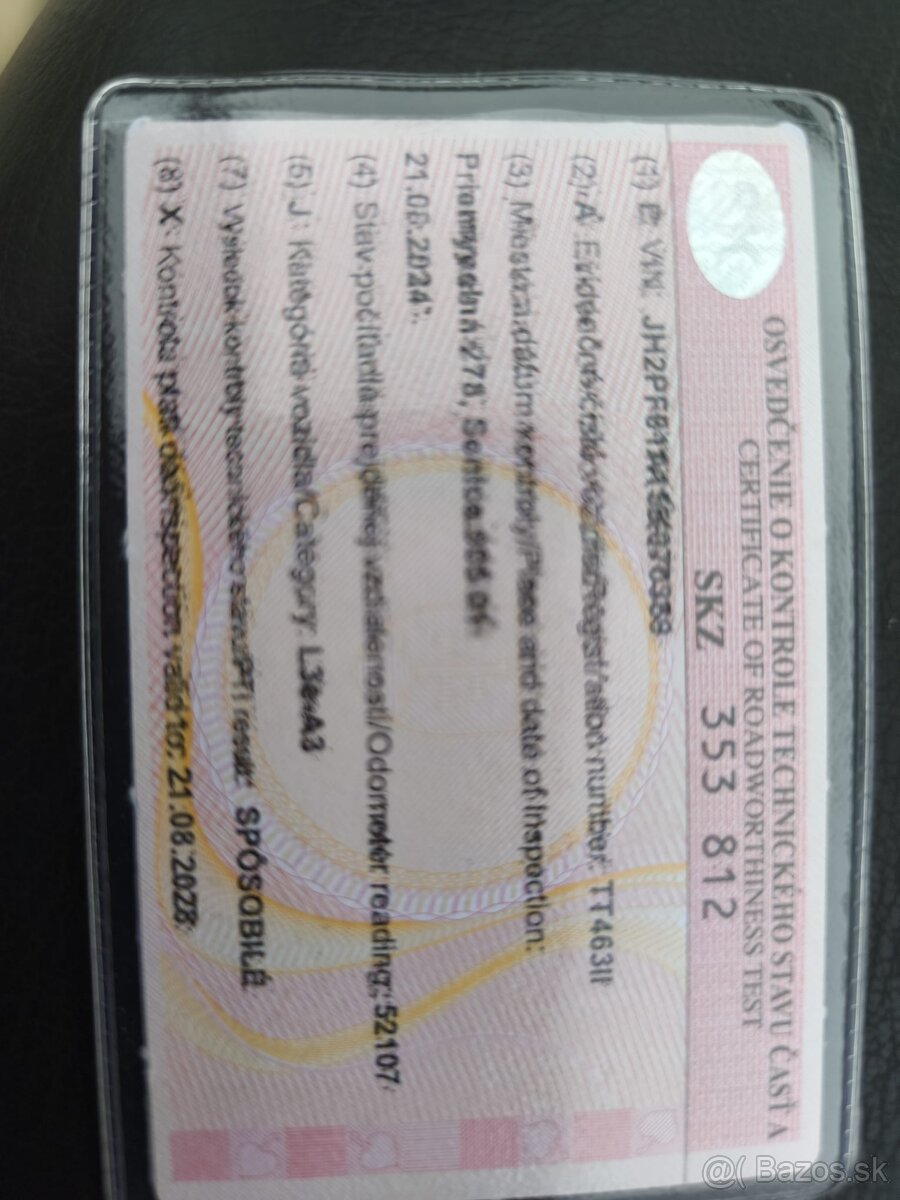 OSVEDČENIE O KONTROLE TECHNICKÉHO STAVU ČASŤ A
CERTIFICATE OF ROADWORTHINESS TEST
SKZ 353 812
(1) E: VIN:
(2) A: Evidenčné číslo vozidla/Registration number: TT463II
(3) Miesto a dátum kontroly/Place and date of inspection:
Priemyselná 278, Senica 905 01
21.08.2024
(4) Stav počítadla prejdenej vzdialenosti/Odometer reading: 52107
(5) J: Kategória vozidla/Category: L3e-A3
(7) Výsledok kontroly technického stavu/PTI result: SPÔSOBILÉ
(8) X: Kontrola platí do/Inspection valid to: 21.08.2028
@( Bazos.sk